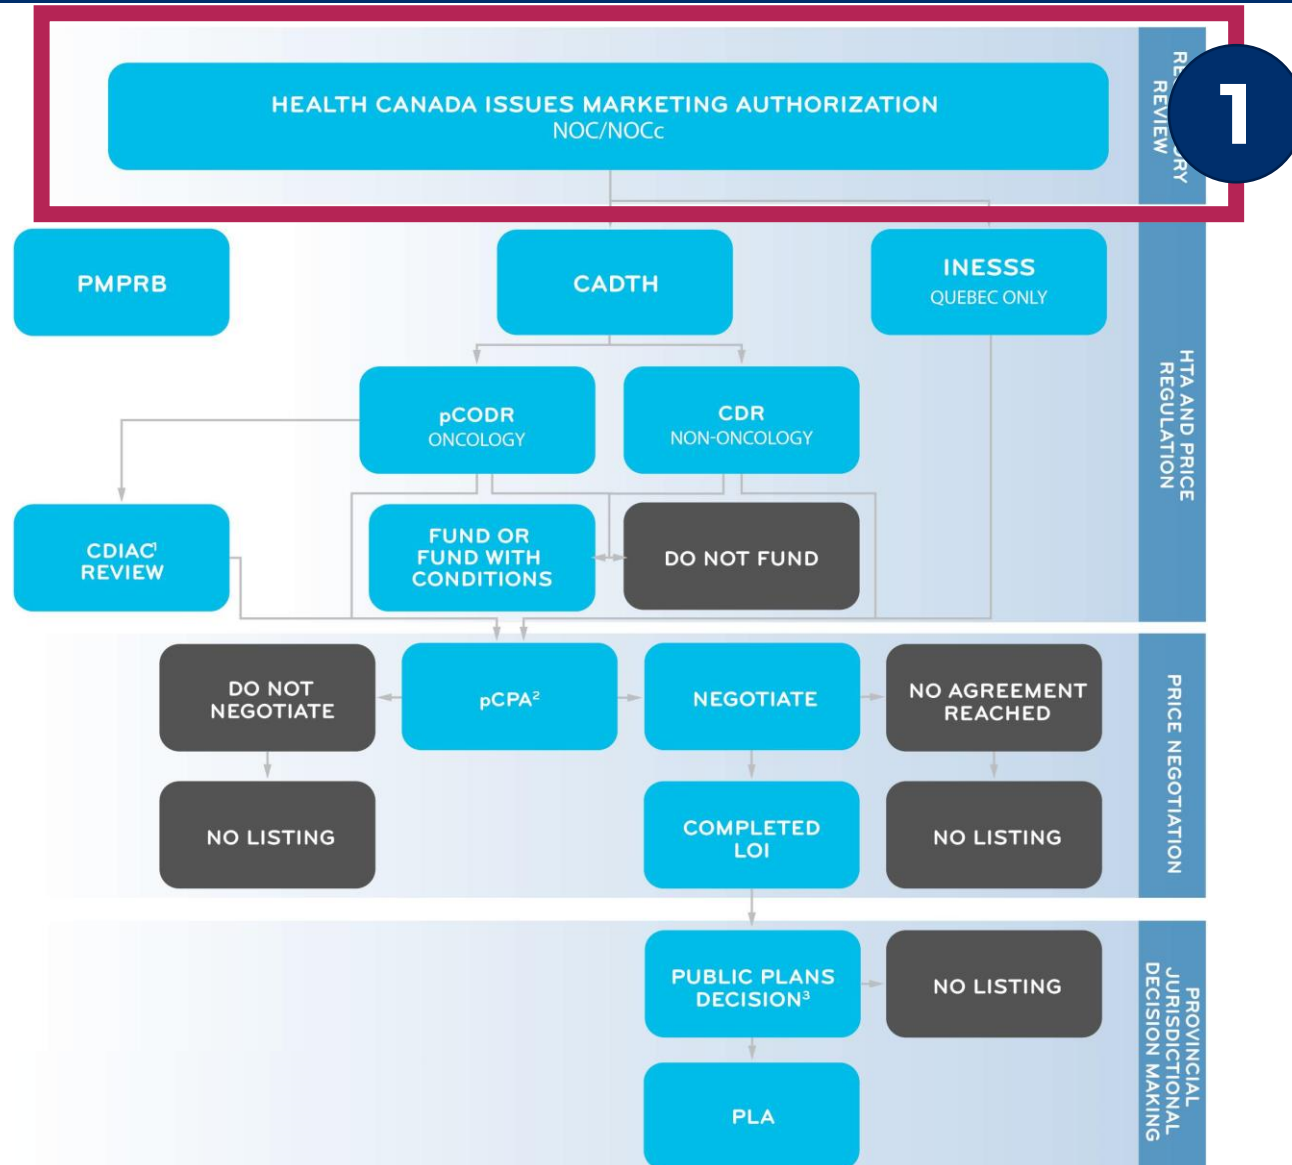 HEALTH CANADA ISSUES MARKETING AUTHORIZATION
NOC/NOCc
REVIEW
1
PMPRB
CADTH
INESSS
QUEBEC ONLY
pCODR
ONCOLOGY
CDR
NON-ONCOLOGY
HTA AND PRICE
REGULATION
CDIAC¹
REVIEW
FUND OR
FUND WITH
CONDITIONS
DO NOT FUND
DO NOT
NEGOTIATE
pCPA²
NEGOTIATE
NO AGREEMENT
REACHED
PRICE NEGOTIATION
NO LISTING
COMPLETED
LOI
NO LISTING
PUBLIC PLANS
DECISION³
NO LISTING
PROVINCIAL
JURISDICTIONAL
DECISION MAKING
PLA